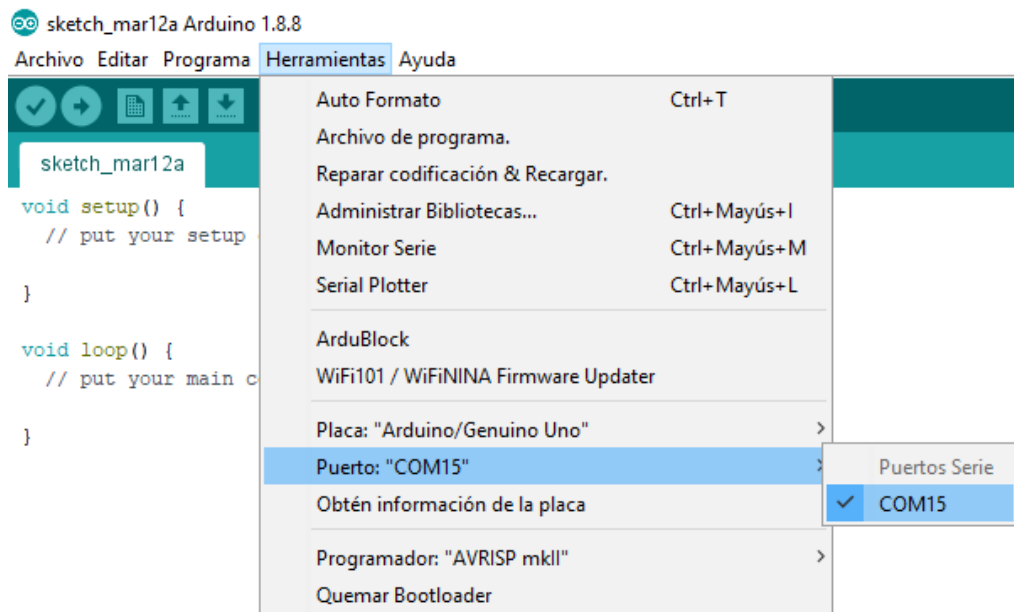 sketch_mar12a Arduino 1.8.8
Archivo Editar Programa Herramientas Ayuda
sketch_mar12a
void setup() {
// put your setup
}
void loop() {
// put your main c
}
Auto Formato Ctrl+T
Archivo de programa.
Reparar codificación & Recargar.
Administrar Bibliotecas... Ctrl+Mayús+I
Monitor Serie Ctrl+Mayús+M
Serial Plotter Ctrl+Mayús+L
ArduBlock
WiFi101 / WiFiNINA Firmware Updater
Placa: "Arduino/Genuino Uno"
Puerto: "COM15"
Obtén información de la placa
Programador: "AVRISP mkII"
Quemar Bootloader
Puertos Serie
COM15